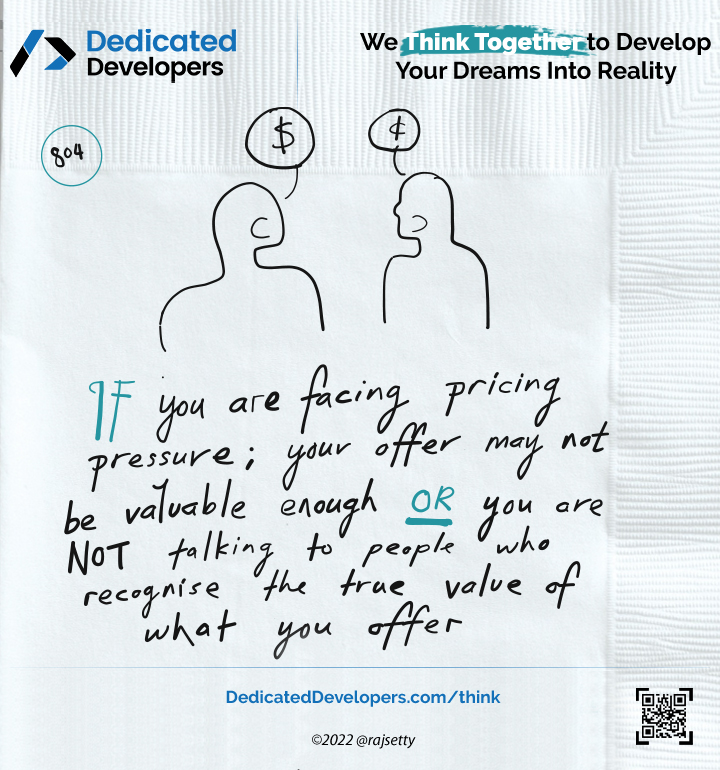 Dedicated
Developers
We Think Together to Develop
Your Dreams Into Reality
804
$
¢
IF you are facing pricing
pressure; your offer may not
be valuable enough OR you are
NOT talking to people who
recognise the true value of
what you offer
DedicatedDevelopers.com/think
©2022 @rajsetty